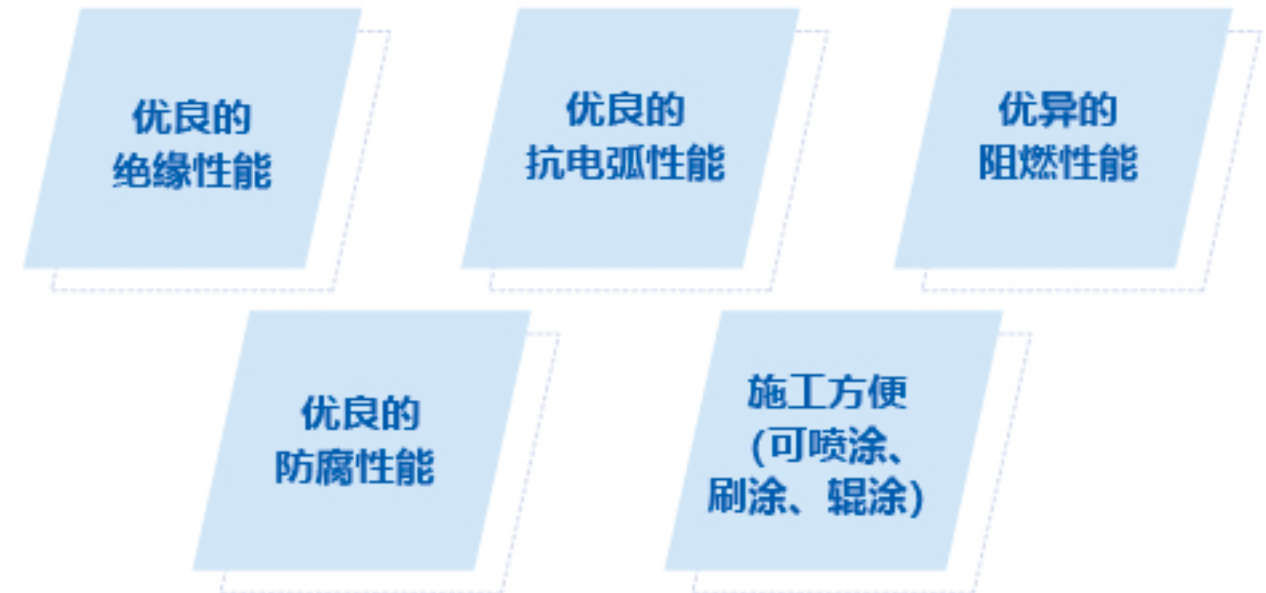 优良的
绝缘性能
优良的
抗电弧性能
优异的
阻燃性能
优良的
防腐性能
施工方便
(可喷涂、
刷涂、辊涂)